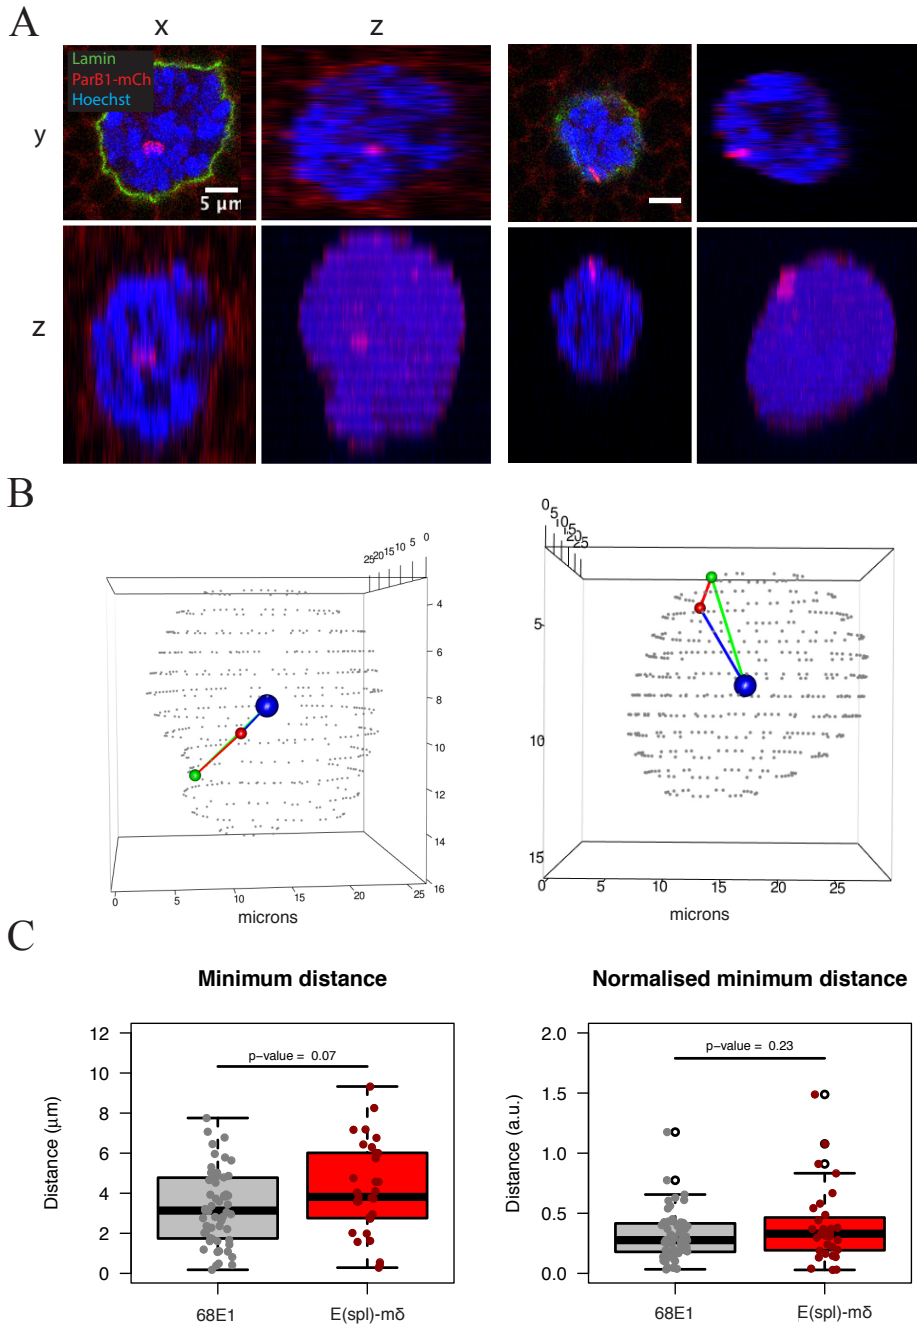 A
x
z
Lamin
ParB1-mCh
Hoechst
y
5 µm
z
B
25 20 15 10 5 0
4
6
8
10
12
14
16
0 5 10 15 20 25
microns
0 5 10 15 20 25
5
10
15
0 5 10 15 20 25
microns
C
Minimum distance
Normalised minimum distance
12
10
8
6
4
2
0
Distance (µm)
p-value = 0.07
68E1
E(spl)-mδ
2.0
1.5
1.0
0.5
0.0
Distance (a.u.)
p-value = 0.23
68E1
E(spl)-mδ